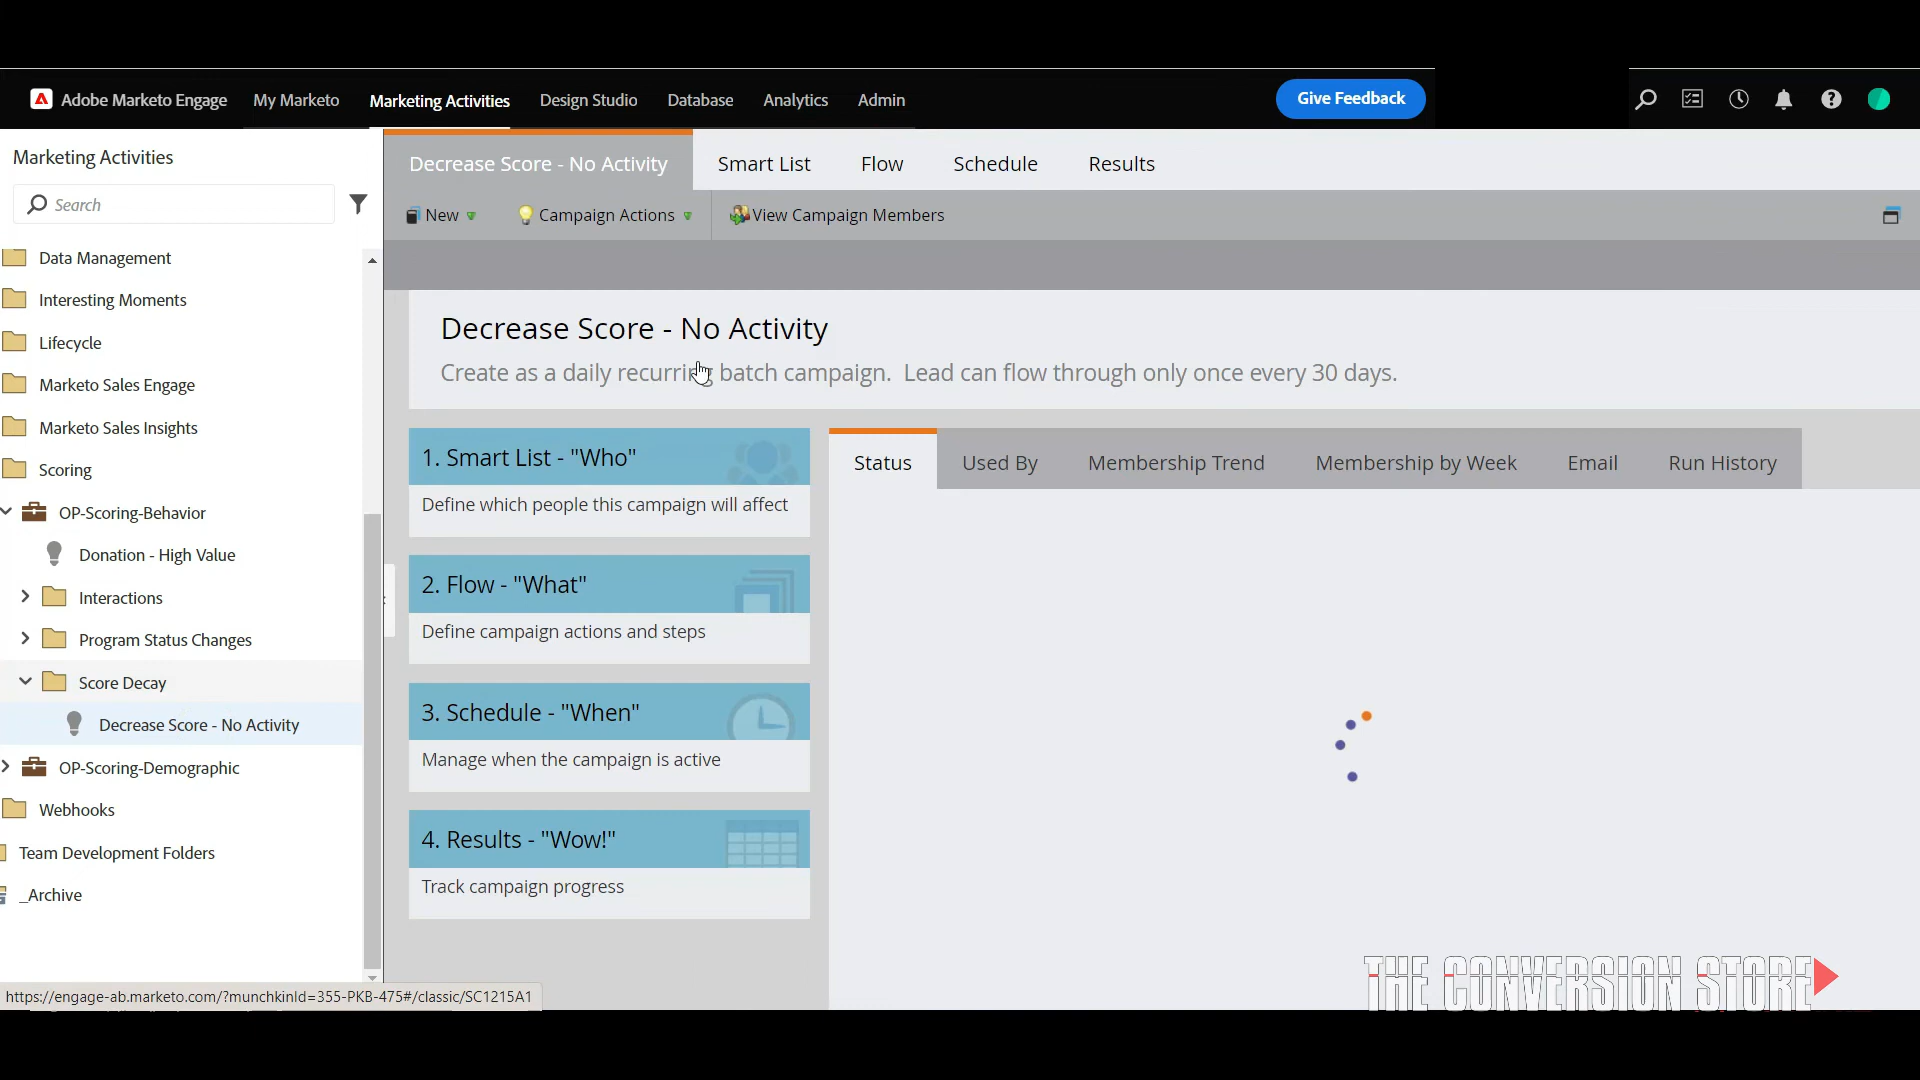 Adobe Marketo Engage
My Marketo
Marketing Activities
Design Studio
Database
Analytics
Admin
Give Feedback
Marketing Activities
Search
Data Management
Interesting Moments
Lifecycle
Marketo Sales Engage
Marketo Sales Insights
Scoring
OP-Scoring-Behavior
Donation - High Value
Interactions
Program Status Changes
Score Decay
Decrease Score - No Activity
OP-Scoring-Demographic
Webhooks
Team Development Folders
_Archive
https://engage-ab.marketo.com/?munchkinId=355-PKB-475#/classic/SC1215A1
Decrease Score - No Activity
Smart List
Flow
Schedule
Results
New
Campaign Actions
View Campaign Members
Decrease Score - No Activity
Create as a daily recurring batch campaign. Lead can flow through only once every 30 days.
1. Smart List - "Who"
Define which people this campaign will affect
2. Flow - "What"
Define campaign actions and steps
3. Schedule - "When"
Manage when the campaign is active
4. Results - "Wow!"
Track campaign progress
Status
Used By
Membership Trend
Membership by Week
Email
Run History
THE CONVERSION STORE